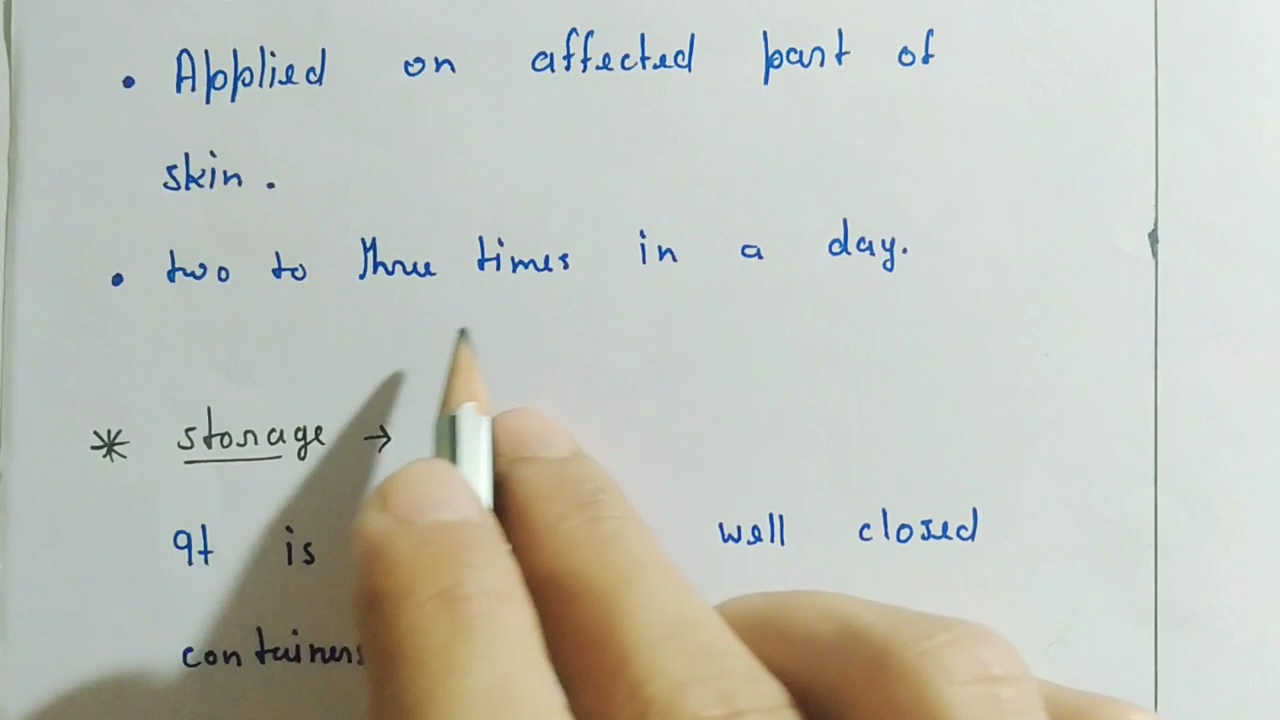 • Applied on affected part of
skin.
• two to three times in a day.
* storage →
It is well closed
containers